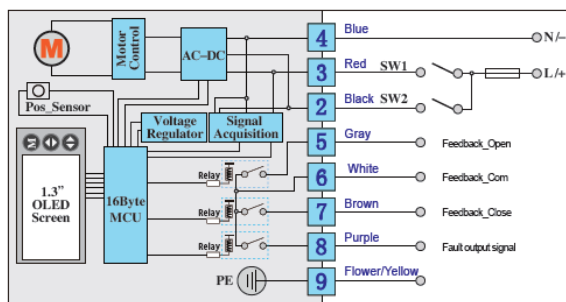 M
Motor Control
AC-DC
Pos_Sensor
Voltage Regulator
Signal Acquisition
M
1.3" OLED Screen
16Byte MCU
Relay
Relay
Relay
PE
4 Blue N/−
3 Red SW1 L/+
2 Black SW2
5 Gray Feedback_Open
6 White Feedback_Com
7 Brown Feedback_Close
8 Purple Fault output signal
9 Flower/Yellow